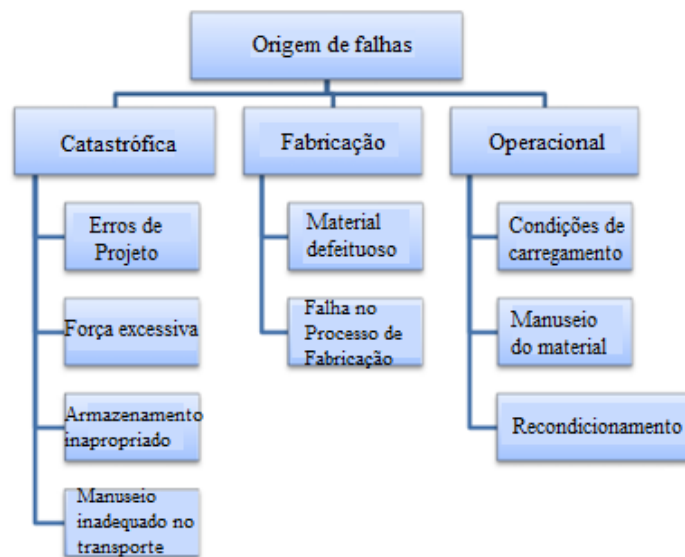 Origem de falhas
Catastrófica
Erros de
Projeto
Força excessiva
Armazenamento
inapropriado
Manuseio
inadequado no
transporte
Fabricação
Material
defeituoso
Falha no
Processo de
Fabricação
Operacional
Condições de
carregamento
Manuseio
do material
Recondicionamento